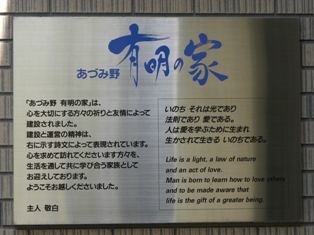 あづみ野 有明の家
「あづみ野 有明の家」は、
心を大切にする方々の祈りと友情によって
建設されました。
建設と運営の精神は、
右に示す詩文によって表現されています。
心を求めて訪れてくださいます方々を、
生活を通して共に学び合う家族として
お迎えしております。
ようこそお越しくださいました。
主人 敬白
いのち それは光であり
法則であり 愛である。
人は愛を学ぶために生まれ
生かされて生きる いのちである。
Life is a light, a law of nature
and an act of love.
Man is born to learn how to love others
and to be made aware that
life is the gift of a greater being.